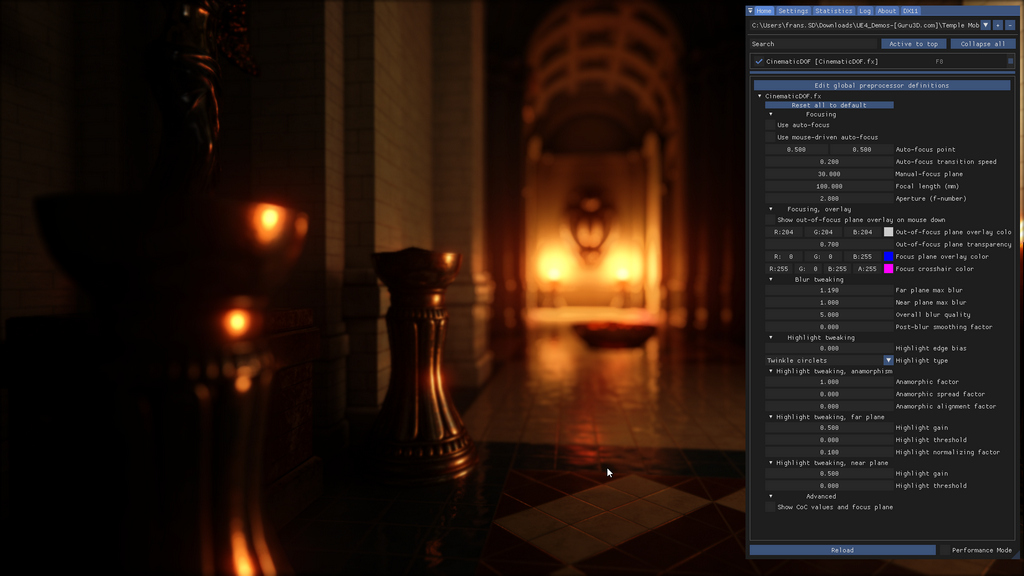 Home Settings Statistics Log About DX11
C:\Users\frans.SD\Downloads\UE4_Demos-[Guru3D.com]\Temple Mob + -
Search Active to top Collapse all
CinematicDOF [CinematicDOF.fx] F8
Edit global preprocessor definitions
CinematicDOF.fx
Reset all to default
Focusing
Use auto-focus
Use mouse-driven auto-focus
0.500 0.500 Auto-focus point
0.200 Auto-focus transition speed
30.000 Manual-focus plane
100.000 Focal length (mm)
2.800 Aperture (f-number)
Focusing, overlay
Show out-of-focus plane overlay on mouse down
R:204 G:204 B:204 Out-of-focus plane overlay colo
0.700 Out-of-focus plane transparency
R: 0 G: 0 B:255 Focus plane overlay color
R:255 G: 0 B:255 A:255 Focus crosshair color
Blur tweaking
1.190 Far plane max blur
1.000 Near plane max blur
5.000 Overall blur quality
0.000 Post-blur smoothing factor
Highlight tweaking
0.000 Highlight edge bias
Twinkle circlets Highlight type
Highlight tweaking, anamorphism
1.000 Anamorphic factor
0.000 Anamorphic spread factor
0.000 Anamorphic alignment factor
Highlight tweaking, far plane
0.500 Highlight gain
0.000 Highlight threshold
0.100 Highlight normalizing factor
Highlight tweaking, near plane
0.500 Highlight gain
0.000 Highlight threshold
Advanced
Show CoC values and focus plane
Reload Performance Mode